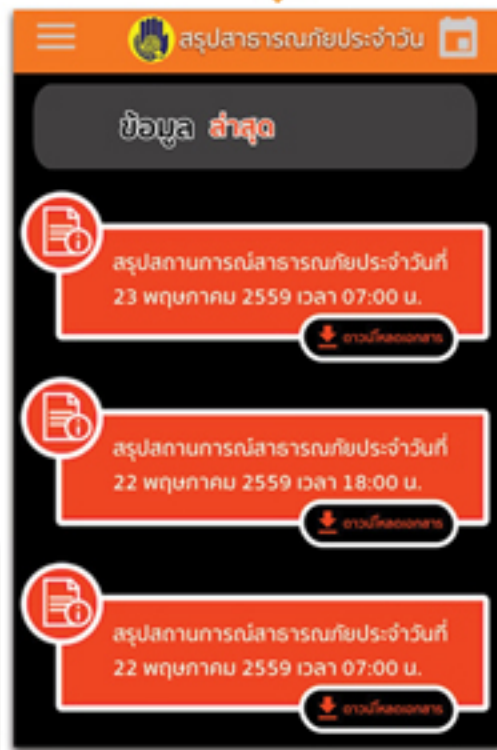 สรุปสาธารณภัยประจำวัน
ข้อมูล ล่าสุด
สรุปสถานการณ์สาธารณภัยประจำวันที่
23 พฤษภาคม 2559 เวลา 07:00 น.
ดาวน์โหลดเอกสาร
สรุปสถานการณ์สาธารณภัยประจำวันที่
22 พฤษภาคม 2559 เวลา 18:00 น.
ดาวน์โหลดเอกสาร
สรุปสถานการณ์สาธารณภัยประจำวันที่
22 พฤษภาคม 2559 เวลา 07:00 น.
ดาวน์โหลดเอกสาร